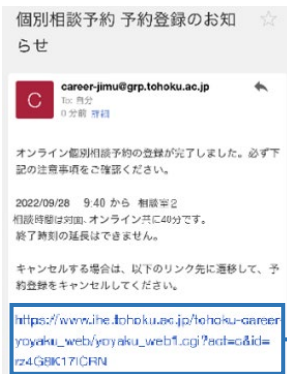 個別相談予約 予約登録のお知
らせ
C
career-jimu@grp.tohoku.ac.jp
To: 自分
0 分前 詳細
オンライン個別相談予約の登録が完了しました。必ず下
記の注意事項をご確認ください。
2022/09/28 9:40 から 相談室2
相談時間は対面、オンライン共に40分です。
終了時刻の延長はできません。
キャンセルする場合は、以下のリンク先に遷移して、予
約登録をキャンセルしてください。
https://www.ihe.tohoku.ac.jp/tohoku-career-
yoyaku_web/yoyaku_web1.cgi?act=c&id=